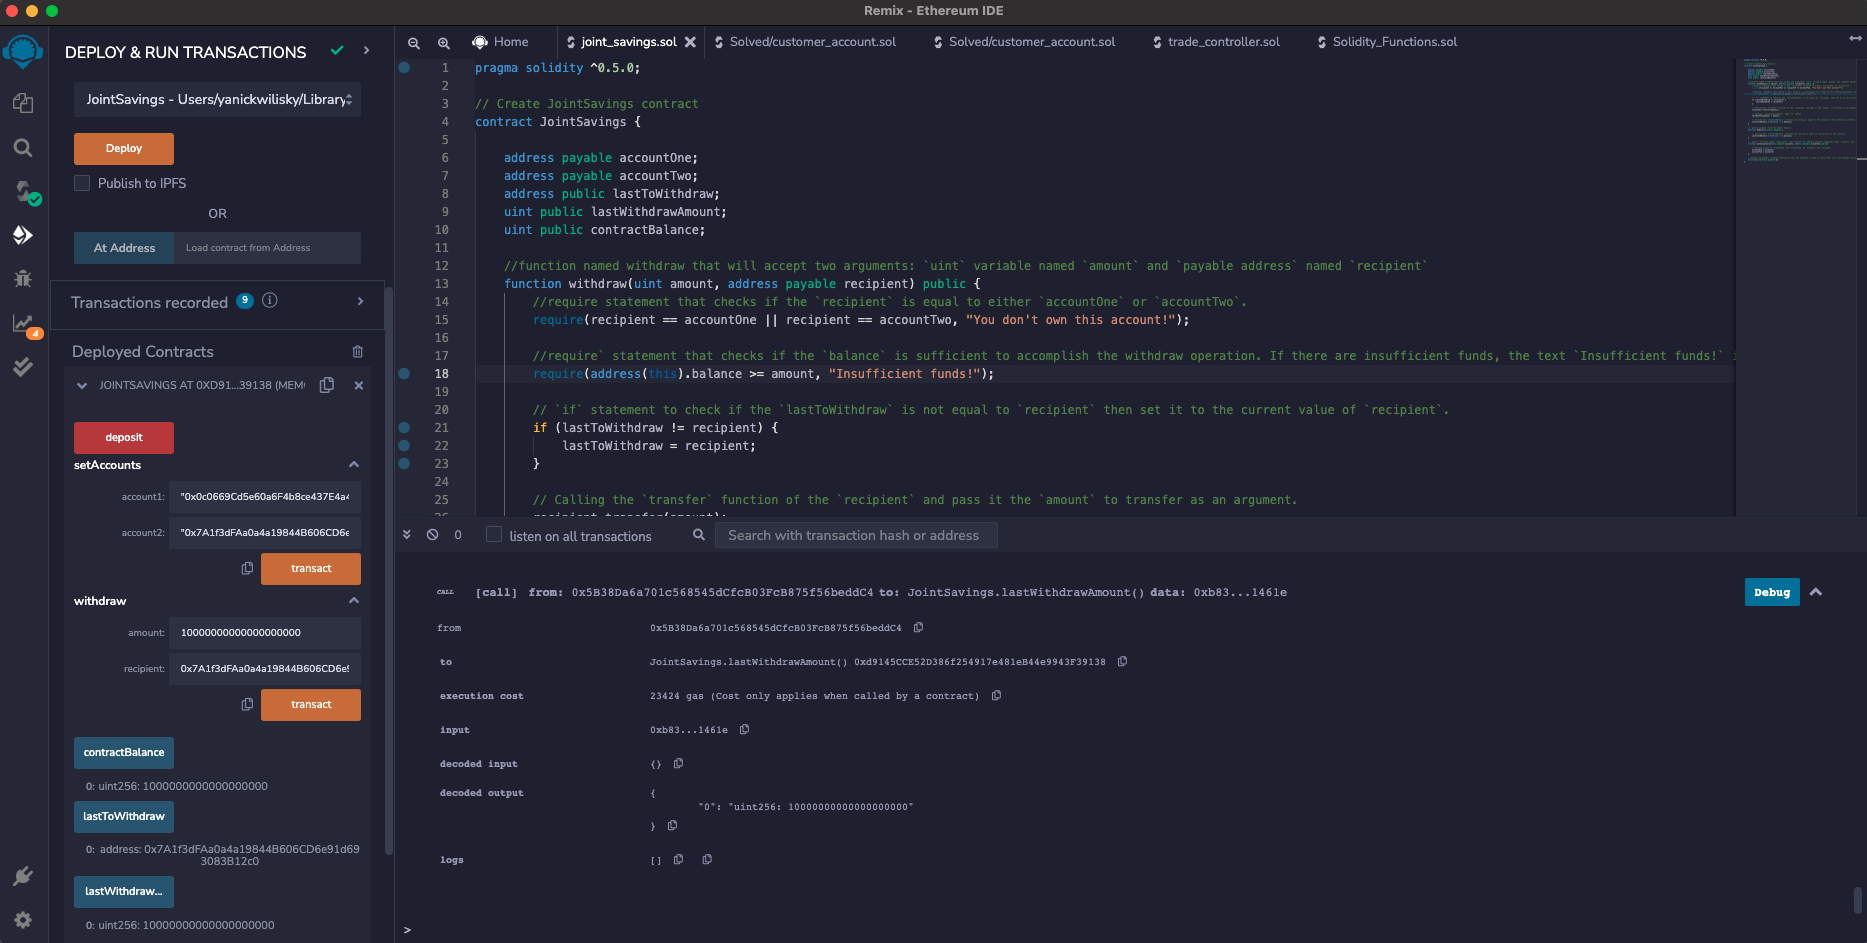 Remix - Ethereum IDE
DEPLOY & RUN TRANSACTIONS
JointSavings - Users/yanickwilisky/Library
Deploy
Publish to IPFS
OR
At Address
Load contract from Address
Transactions recorded 9 i
Deployed Contracts
JOINTSAVINGS AT 0XD91...39138 (MEM
deposit
setAccounts
account1: "0x0c0669Cd5e60a6F4b8ce437E4a4
account2: "0x7A1f3dFAa0a4a19844B606CD6e
transact
withdraw
amount: 10000000000000000000
recipient: 0x7A1f3dFAa0a4a19844B606CD6e9
transact
contractBalance
0: uint256: 1000000000000000000
lastToWithdraw
0: address: 0x7A1f3dFAa0a4a19844B606CD6e91d69
3083B12c0
lastWithdraw...
0: uint256: 10000000000000000000
4
Home
joint_savings.sol
Solved/customer_account.sol
Solved/customer_account.sol
trade_controller.sol
Solidity_Functions.sol
1 pragma solidity ^0.5.0;
2
3 // Create JointSavings contract
4 contract JointSavings {
5
6 address payable accountOne;
7 address payable accountTwo;
8 address public lastToWithdraw;
9 uint public lastWithdrawAmount;
10 uint public contractBalance;
11
12 //function named withdraw that will accept two arguments: `uint` variable named `amount` and `payable address` named `recipient`
13 function withdraw(uint amount, address payable recipient) public {
14 //require statement that checks if the `recipient` is equal to either `accountOne` or `accountTwo`.
15 require(recipient == accountOne || recipient == accountTwo, "You don't own this account!");
16
17 //require` statement that checks if the `balance` is sufficient to accomplish the withdraw operation. If there are insufficient funds, the text `Insufficient funds!`
18 require(address(this).balance >= amount, "Insufficient funds!");
19
20 // `if` statement to check if the `lastToWithdraw` is not equal to `recipient` then set it to the current value of `recipient`.
21 if (lastToWithdraw != recipient) {
22 lastToWithdraw = recipient;
23 }
24
25 // Calling the `transfer` function of the `recipient` and pass it the `amount` to transfer as an argument.
0
listen on all transactions
Search with transaction hash or address
CALL [call] from: 0x5B38Da6a701c568545dCfcB03FcB875f56beddC4 to: JointSavings.lastWithdrawAmount() data: 0xb83...1461e
Debug
from 0x5B38Da6a701c568545dCfcB03FcB875f56beddC4
to JointSavings.lastWithdrawAmount() 0xd9145CCE52D386f254917e481eB44e9943F39138
execution cost 23424 gas (Cost only applies when called by a contract)
input 0xb83...1461e
decoded input {}
decoded output {
"0": "uint256: 10000000000000000000"
}
logs []
>